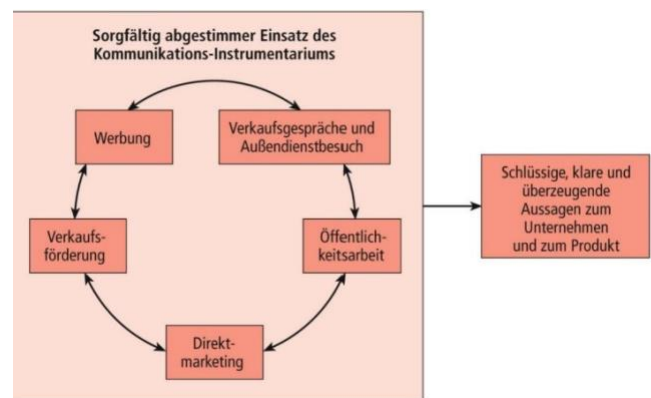 Sorgfältig abgestimmer Einsatz des
Kommunikations-Instrumentariums
Werbung
Verkaufsgespräche und
Außendienstbesuch
Verkaufs-
förderung
Öffentlich-
keitsarbeit
Direkt-
marketing
Schlüssige, klare und
überzeugende
Aussagen zum
Unternehmen
und zum Produkt